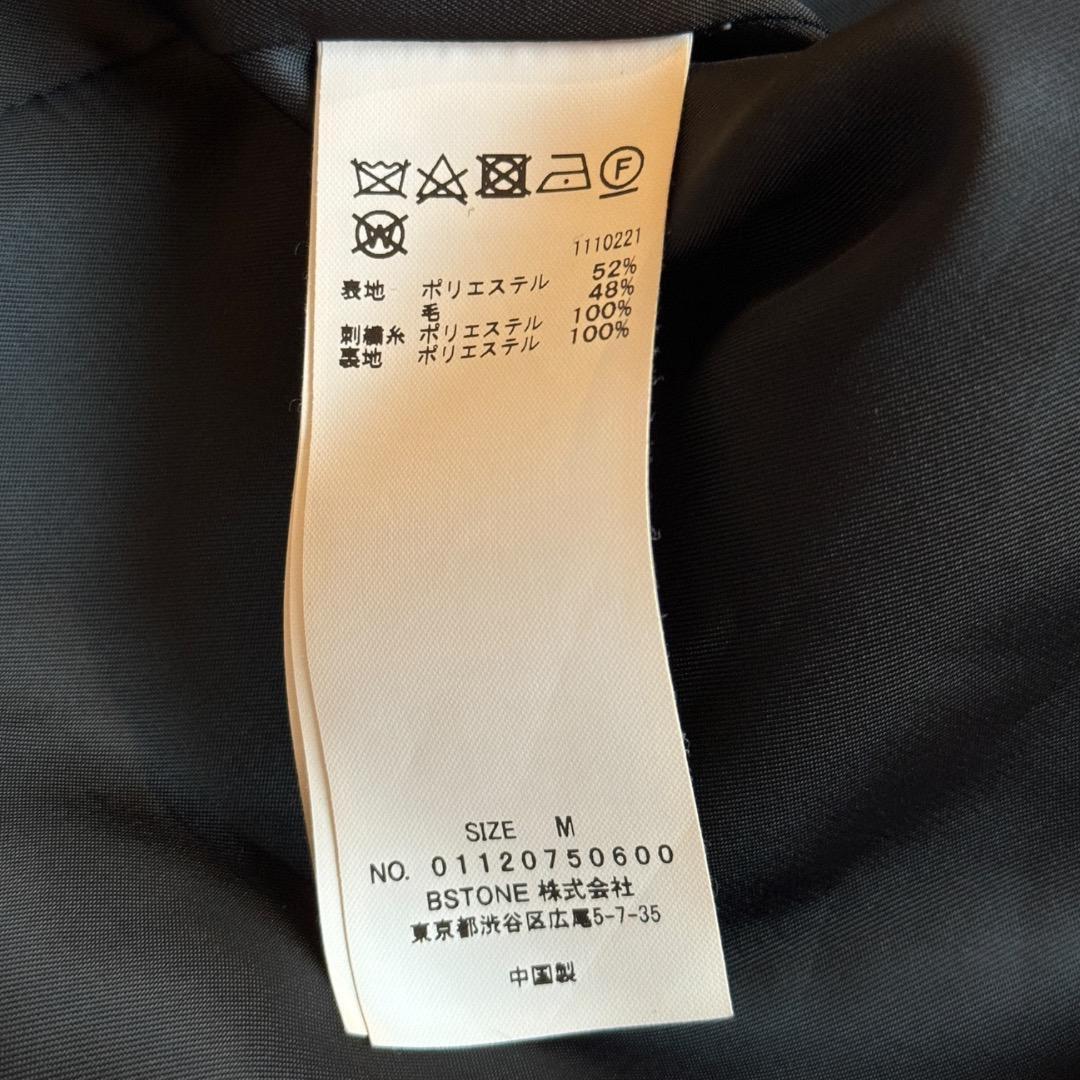 F
W
1110221
表地 ポリエステル 52%
毛 48%
刺繍糸 ポリエステル 100%
裏地 ポリエステル 100%
SIZE M
NO. 01120750600
BSTONE 株式会社
東京都渋谷区広尾5-7-35
中国製